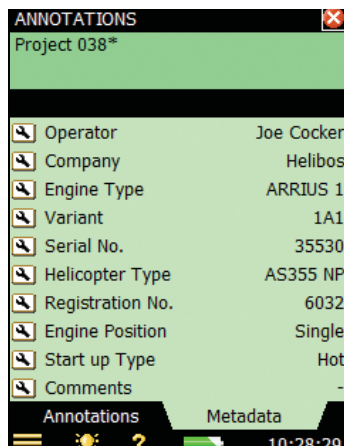 ANNOTATIONS
Project 038*
Operator Joe Cocker
Company Helibos
Engine Type ARRIUS 1
Variant 1A1
Serial No. 35530
Helicopter Type AS355 NP
Registration No. 6032
Engine Position Single
Start up Type Hot
Comments -
Annotations Metadata
? 10:28:29